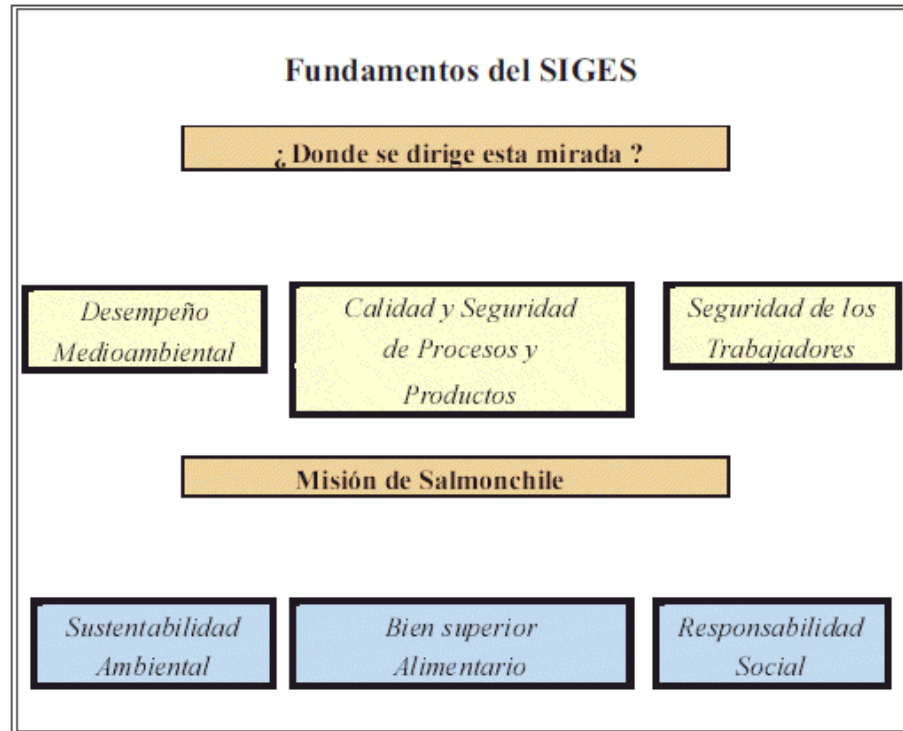 Fundamentos del SIGES
¿ Donde se dirige esta mirada ?
Desempeño
Medioambiental
Calidad y Seguridad
de Procesos y
Productos
Seguridad de los
Trabajadores
Misión de Salmonchile
Sustentabilidad
Ambiental
Bien superior
Alimentario
Responsabilidad
Social